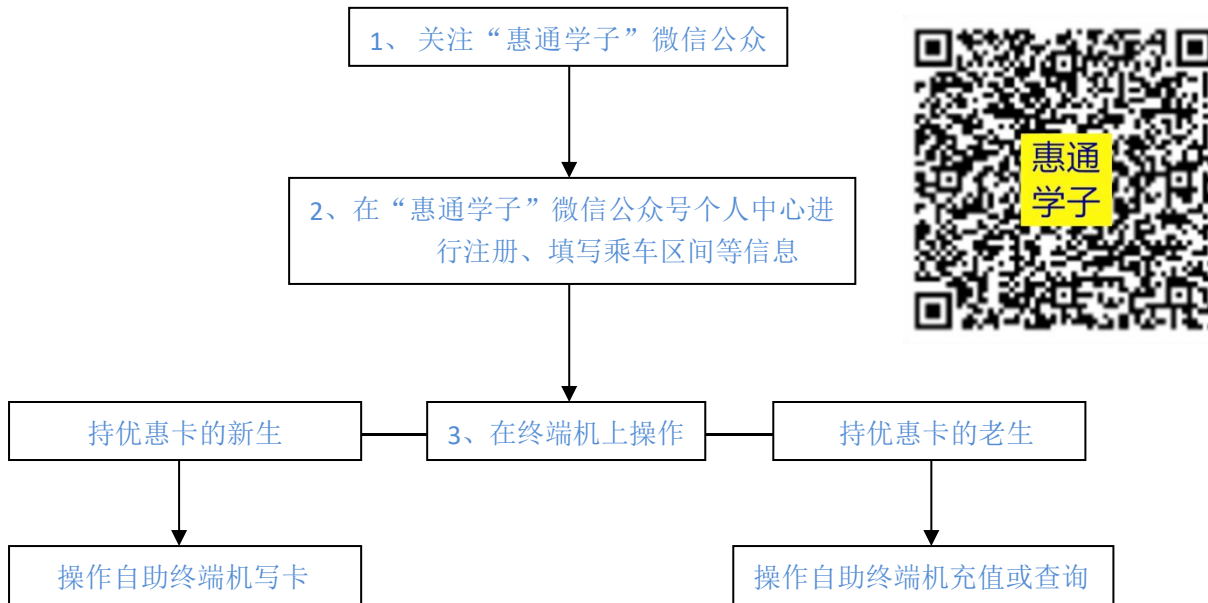 1、 关注“惠通学子”微信公众
惠通
学子
2、在“惠通学子”微信公众号个人中心进
行注册、填写乘车区间等信息
持优惠卡的新生
3、在终端机上操作
持优惠卡的老生
操作自助终端机写卡
操作自助终端机充值或查询